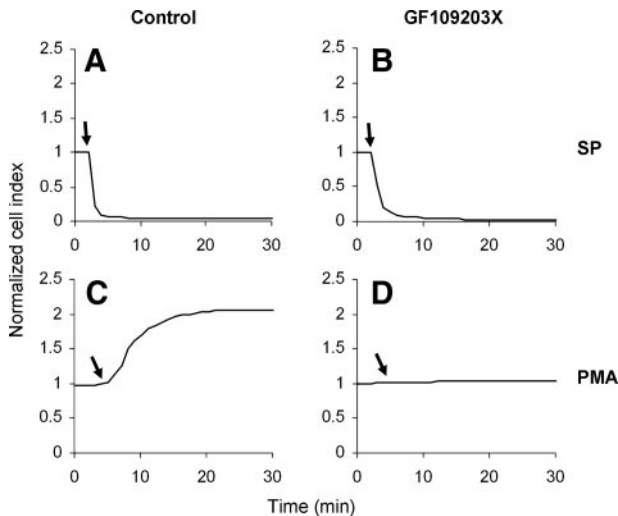 Control GF109203X
A B
2.5 2.5
2 2
1.5 1.5
1 1
0.5 0.5
0 0
0 10 20 30 0 10 20 30
SP
C D
2.5 2.5
2 2
1.5 1.5
1 1
0.5 0.5
0 0
0 10 20 30 0 10 20 30
PMA
Normalized cell index
Time (min)